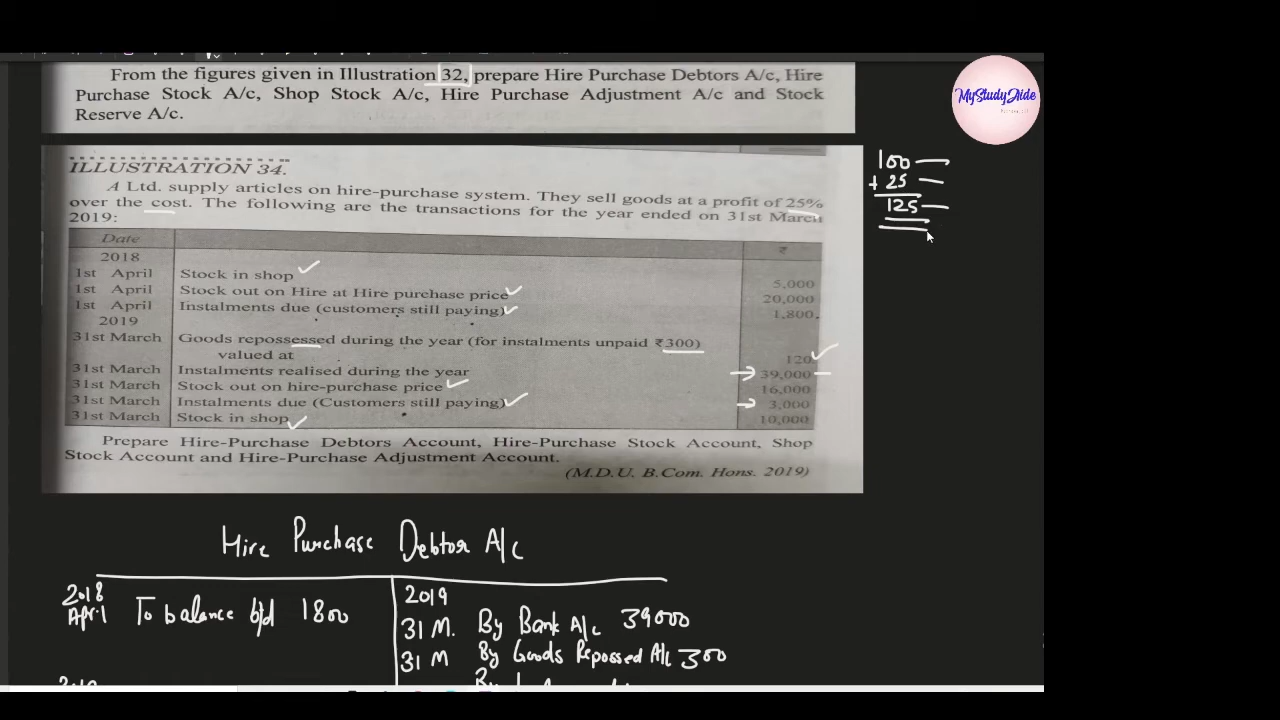 From the figures given in Illustration 32, prepare Hire Purchase Debtors A/c, Hire
Purchase Stock A/c, Shop Stock A/c, Hire Purchase Adjustment A/c and Stock
Reserve A/c.
MyStudyJide
ILLUSTRATION 34.
A Ltd. supply articles on hire-purchase system. They sell goods at a profit of 25%
over the cost. The following are the transactions for the year ended on 31st March
2019:
100
+ 25
125
Date ₹
2018
1st April Stock in shop 5,000
1st April Stock out on Hire at Hire purchase price 20,000
1st April Instalments due (customers still paying) 1,800
2019
31st March Goods repossessed during the year (for instalments unpaid ₹300)
valued at 120
31st March Instalments realised during the year 39,000
31st March Stock out on hire-purchase price 16,000
31st March Instalments due (Customers still paying) 3,000
31st March Stock in shop 10,000
Prepare Hire-Purchase Debtors Account, Hire-Purchase Stock Account, Shop
Stock Account and Hire-Purchase Adjustment Account.
(M.D.U. B.Com. Hons. 2019)
Hire Purchase Debtor A/c
2018
Apr. 1 To balance b/d 1800
2019
31 M. By Bank A/c 39000
31 M By Goods Repossed A/c 300
By